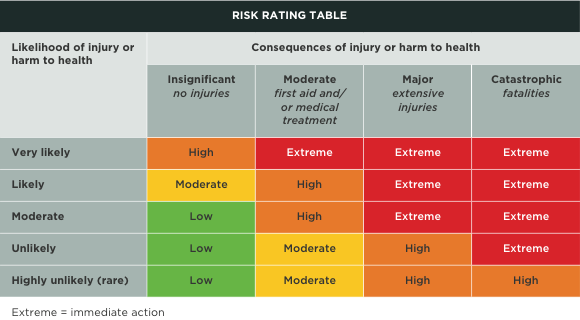 RISK RATING TABLE
Likelihood of injury or
harm to health
Consequences of injury or harm to health
Insignificant
no injuries
Moderate
first aid and/
or medical
treatment
Major
extensive
injuries
Catastrophic
fatalities
Very likely
High
Extreme
Extreme
Extreme
Likely
Moderate
High
Extreme
Extreme
Moderate
Low
High
Extreme
Extreme
Unlikely
Low
Moderate
High
Extreme
Highly unlikely (rare)
Low
Moderate
High
High
Extreme = immediate action